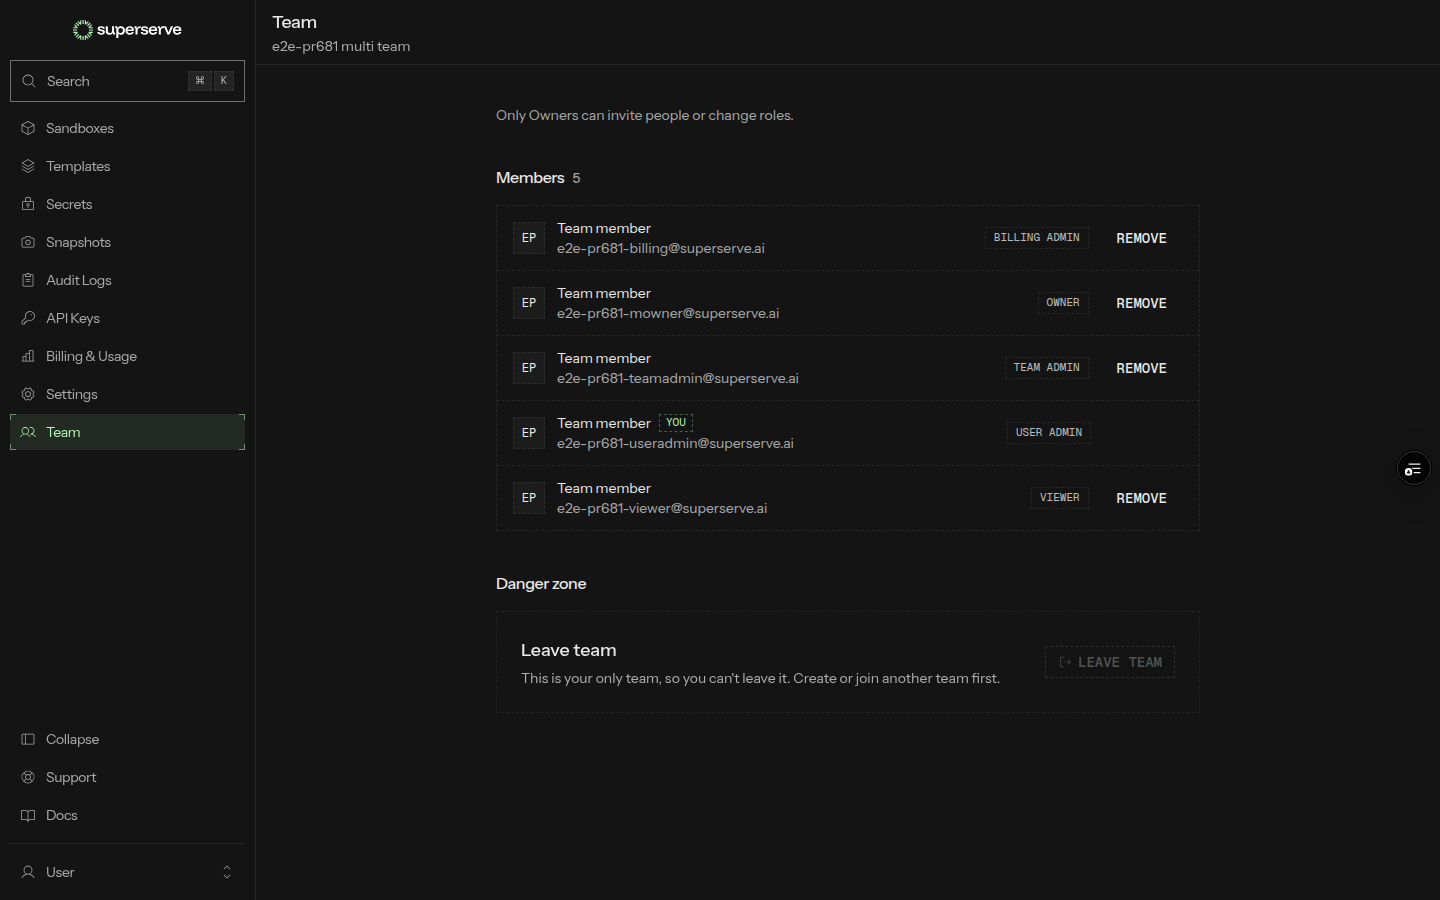 superserve
Search ⌘ K
Sandboxes
Templates
Secrets
Snapshots
Audit Logs
API Keys
Billing & Usage
Settings
Team
Collapse
Support
Docs
User
Team
e2e-pr681 multi team
Only Owners can invite people or change roles.
Members 5
EP Team member BILLING ADMIN REMOVE
e2e-pr681-billing@superserve.ai
EP Team member OWNER REMOVE
e2e-pr681-mowner@superserve.ai
EP Team member TEAM ADMIN REMOVE
e2e-pr681-teamadmin@superserve.ai
EP Team member YOU USER ADMIN
e2e-pr681-useradmin@superserve.ai
EP Team member VIEWER REMOVE
e2e-pr681-viewer@superserve.ai
Danger zone
Leave team
This is your only team, so you can't leave it. Create or join another team first.
LEAVE TEAM